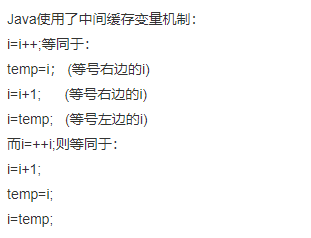 Java使用了中间缓存变量机制：
i=i++;等同于：
temp=i； (等号右边的i)
i=i+1;      (等号右边的i)
i=temp;   (等号左边的i)
而i=++i;则等同于：
i=i+1;
temp=i;
i=temp;